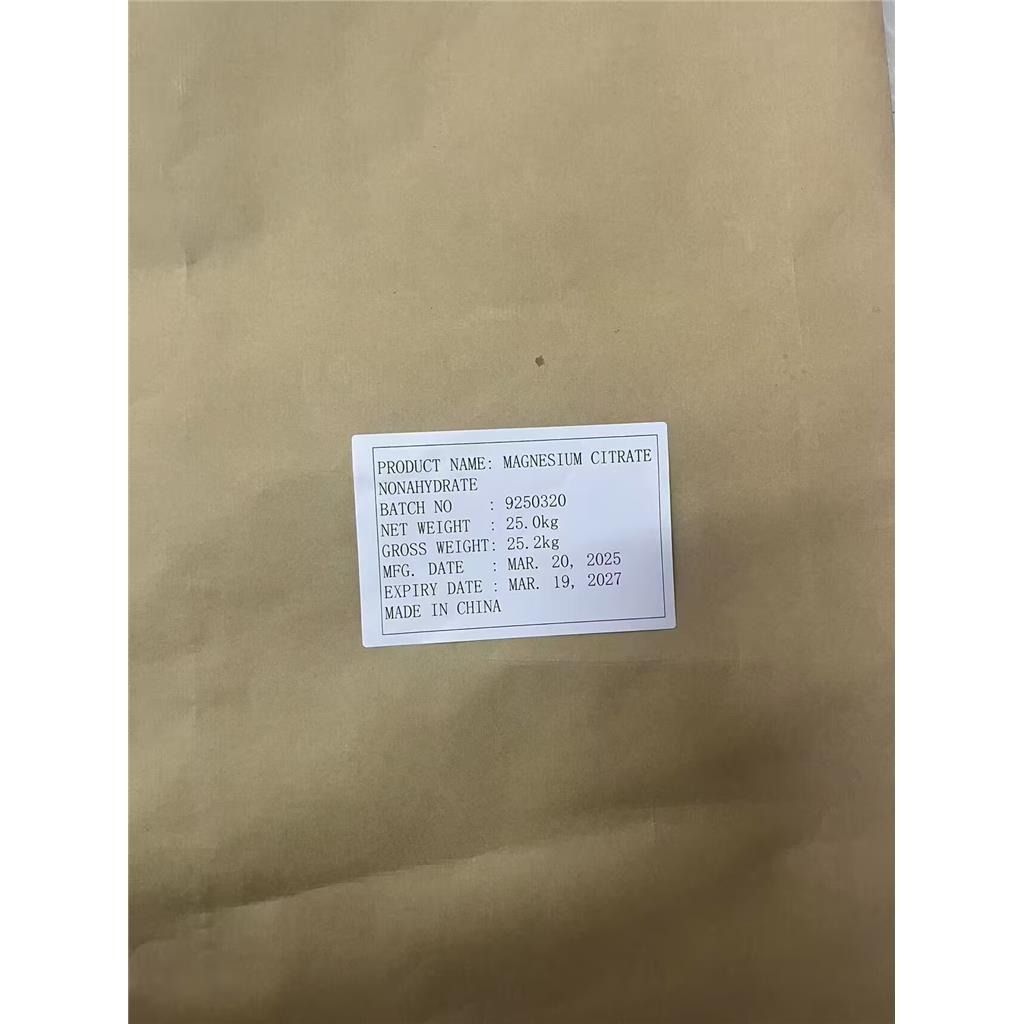 PRODUCT NAME: MAGNESIUM CITRATE
NONAHYDRATE
BATCH NO : 9250320
NET WEIGHT : 25.0kg
GROSS WEIGHT: 25.2kg
MFG. DATE : MAR. 20, 2025
EXPIRY DATE : MAR. 19, 2027
MADE IN CHINA